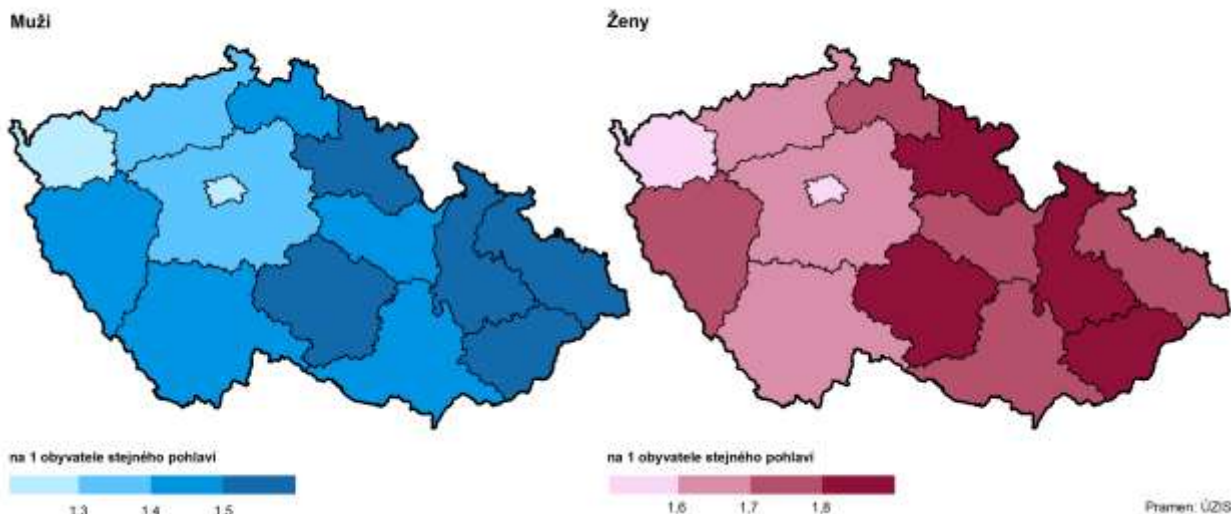 Muži
Ženy
na 1 obyvatele stejného pohlaví
1.3 1.4 1.5
na 1 obyvatele stejného pohlaví
1.6 1.7 1.8
Pramen: ÚZIS